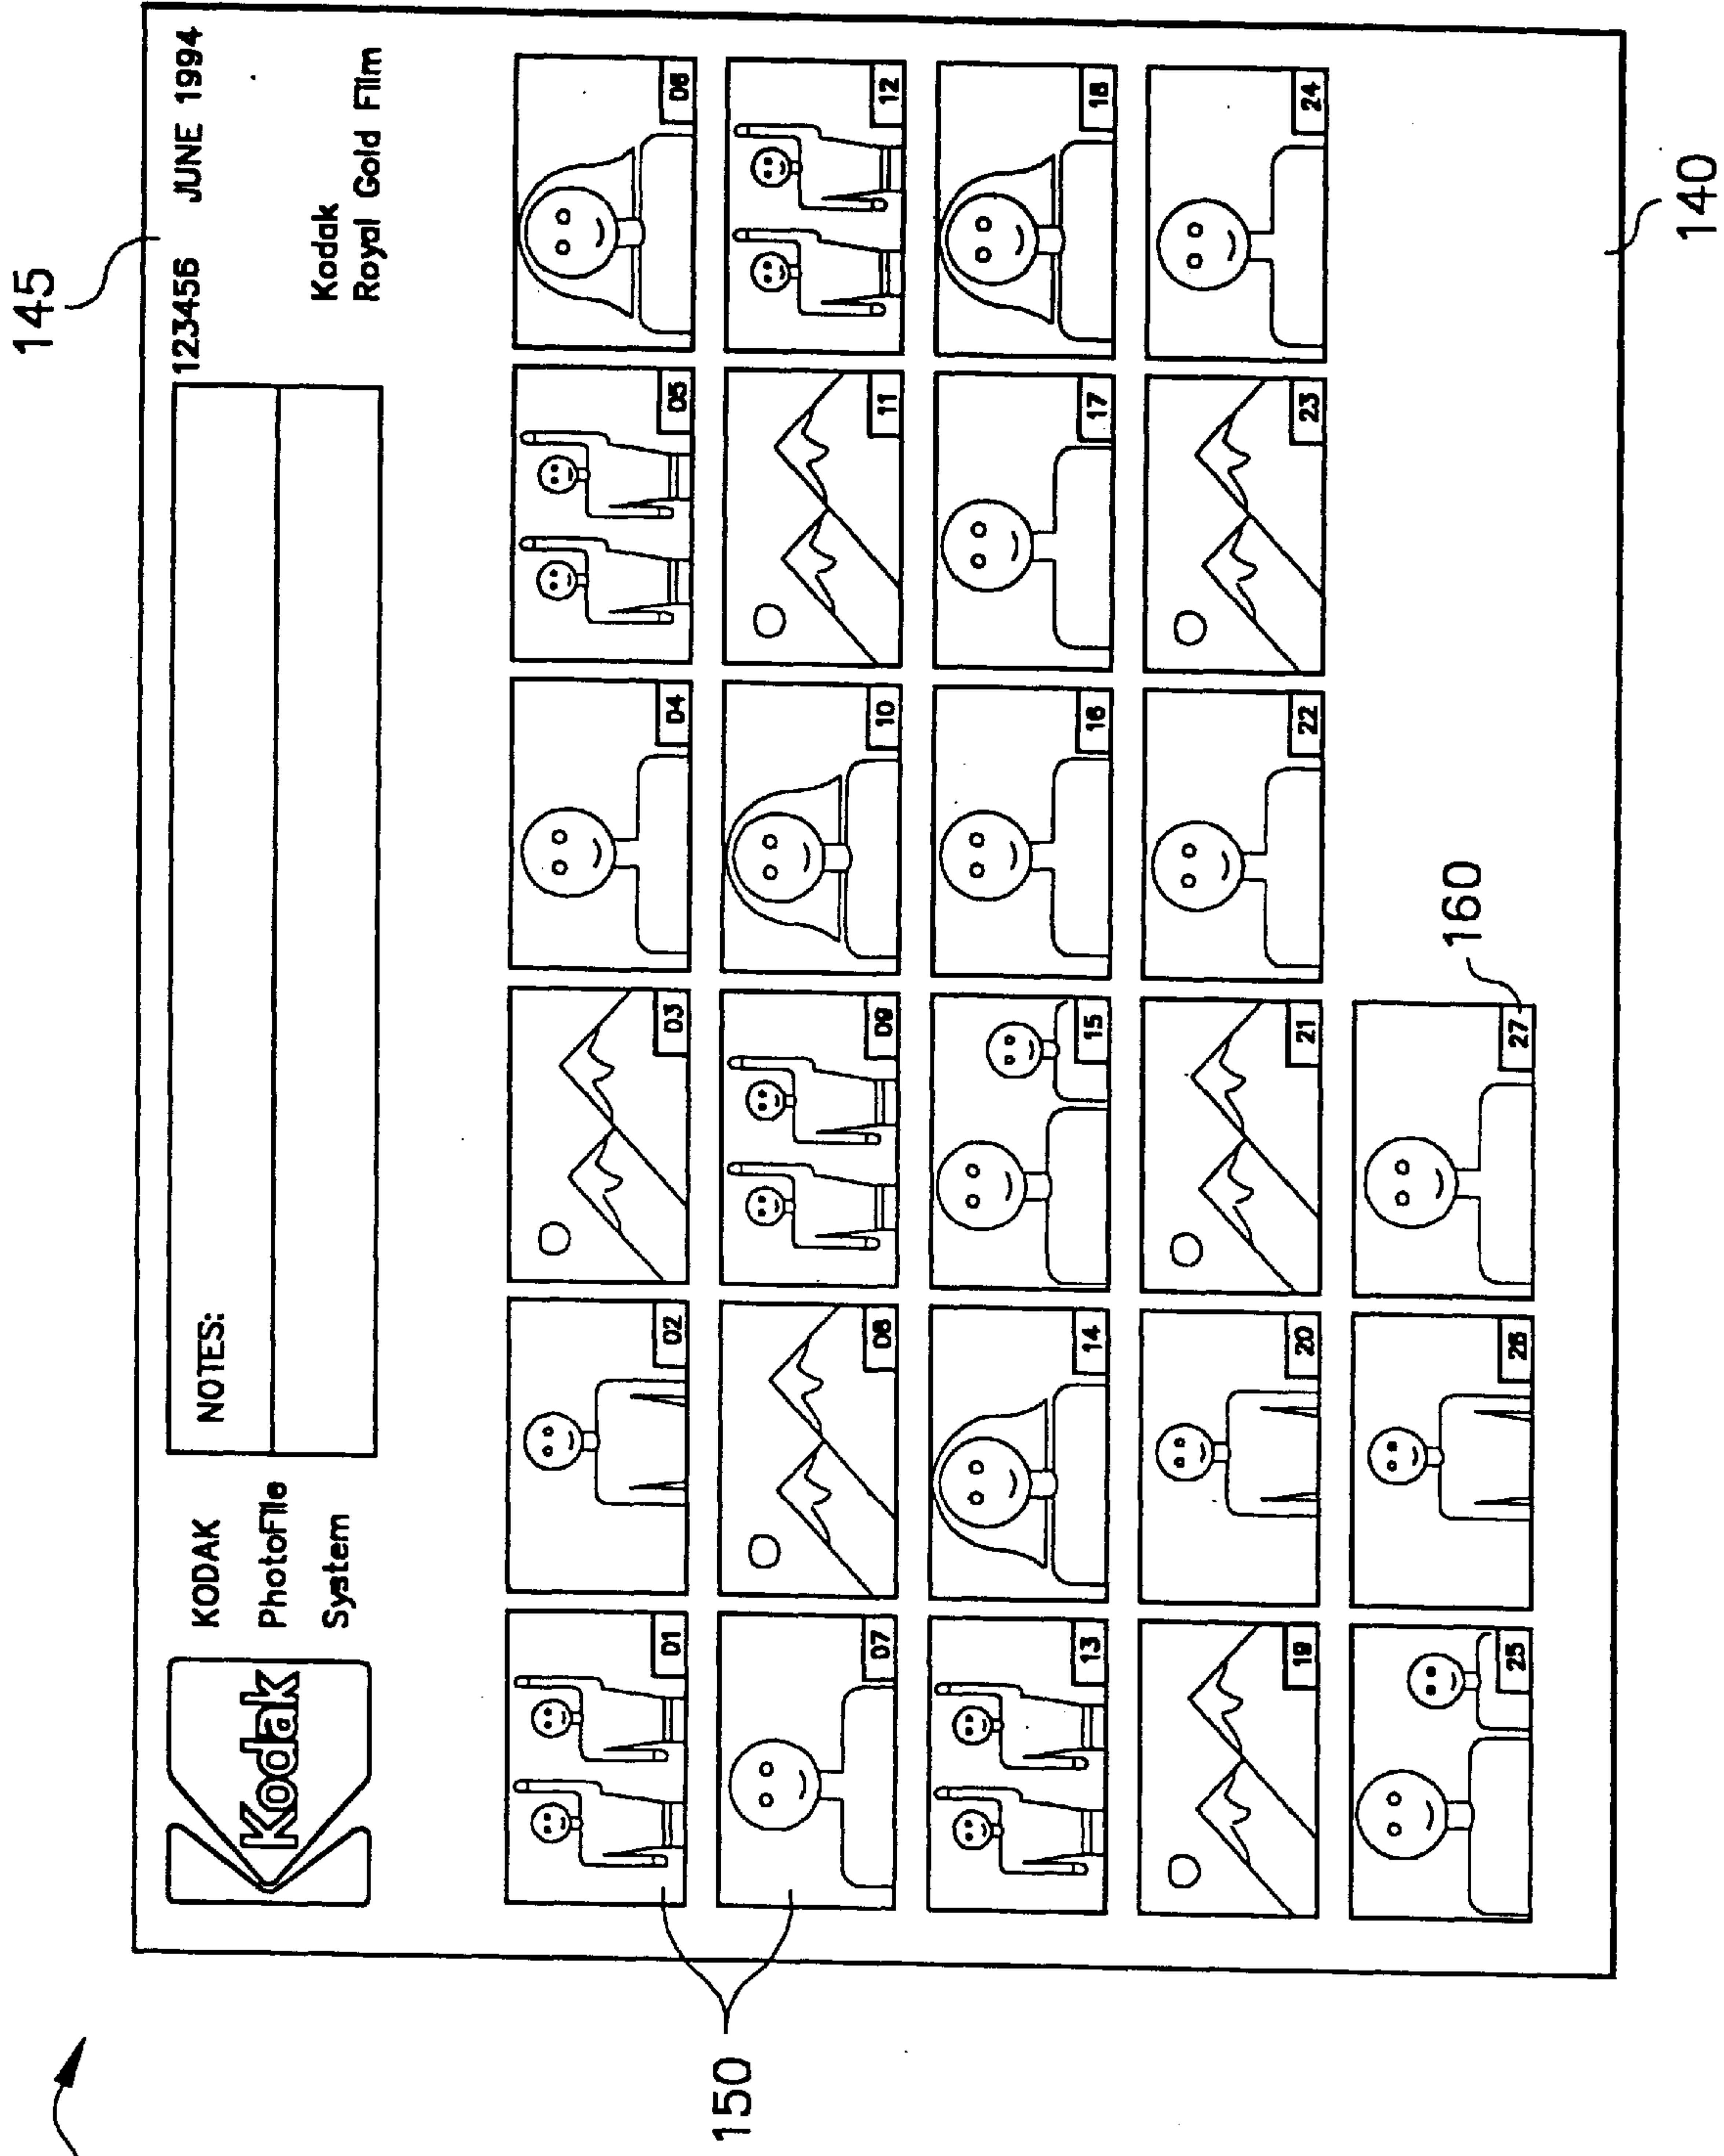 145
123456 JUNE 1994
Kodak
KODAK
PhotoFile
System
NOTES:
Kodak
Royal Gold Film
01 02 03 04 05 06
07 08 09 10 11 12
13 14 15 16 17 18
19 20 21 22 23 24
25 26 27
150
160
140